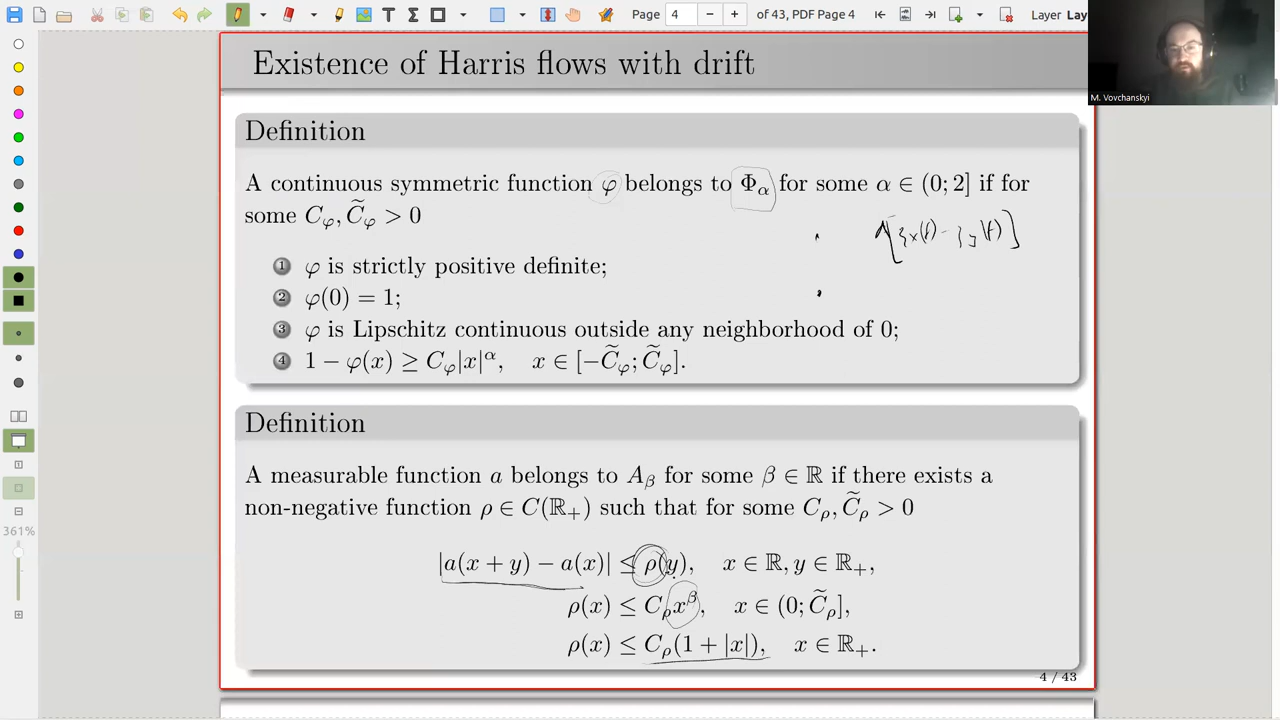 Page 4 of 43, PDF Page 4
Layer
M. Vovchanskyi
361%
Existence of Harris flows with drift
Definition
A continuous symmetric function φ belongs to Φ_α for some α ∈ (0; 2] if for
some C_φ, C̃_φ > 0
1 φ is strictly positive definite;
2 φ(0) = 1;
3 φ is Lipschitz continuous outside any neighborhood of 0;
4 1 − φ(x) ≥ C_φ|x|^α, x ∈ [−C̃_φ; C̃_φ].
Definition
A measurable function a belongs to A_β for some β ∈ ℝ if there exists a
non-negative function ρ ∈ C(ℝ₊) such that for some C_ρ, C̃_ρ > 0
|a(x + y) − a(x)| ≤ ρ(y), x ∈ ℝ, y ∈ ℝ₊,
ρ(x) ≤ C_ρ x^β, x ∈ (0; C̃_ρ],
ρ(x) ≤ C_ρ(1 + |x|), x ∈ ℝ₊.
4 / 43